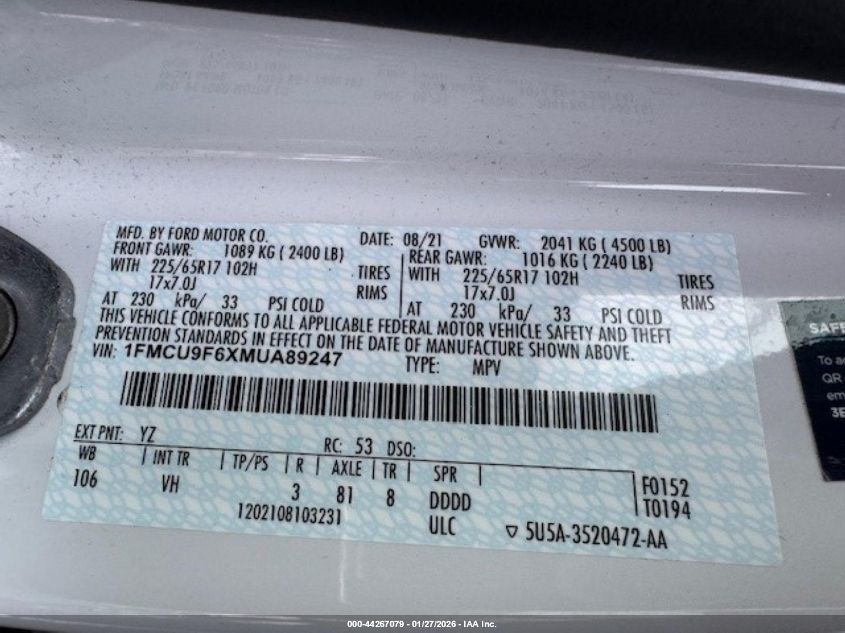 MFD. BY FORD MOTOR CO. DATE: 08/21 GVWR: 2041 KG ( 4500 LB)
FRONT GAWR: 1089 KG ( 2400 LB) REAR GAWR: 1016 KG ( 2240 LB)
WITH 225/65R17 102H TIRES WITH 225/65R17 102H TIRES
17x7.0J RIMS 17x7.0J RIMS
AT 230 kPa/ 33 PSI COLD AT 230 kPa/ 33 PSI COLD
THIS VEHICLE CONFORMS TO ALL APPLICABLE FEDERAL MOTOR VEHICLE SAFETY AND THEFT
PREVENTION STANDARDS IN EFFECT ON THE DATE OF MANUFACTURE SHOWN ABOVE.
VIN: 1FMCU9F6XMUA89247 TYPE: MPV
EXT PNT: YZ RC: 53 DSO:
WB INT TR TP/PS R AXLE TR SPR F0152
106 VH 3 81 8 DDDD T0194
1202108103231 ULC 5U5A-3520472-AA
SAFE
To a
QR
em
3E
000-44267079 - 01/27/2026 - IAA Inc.